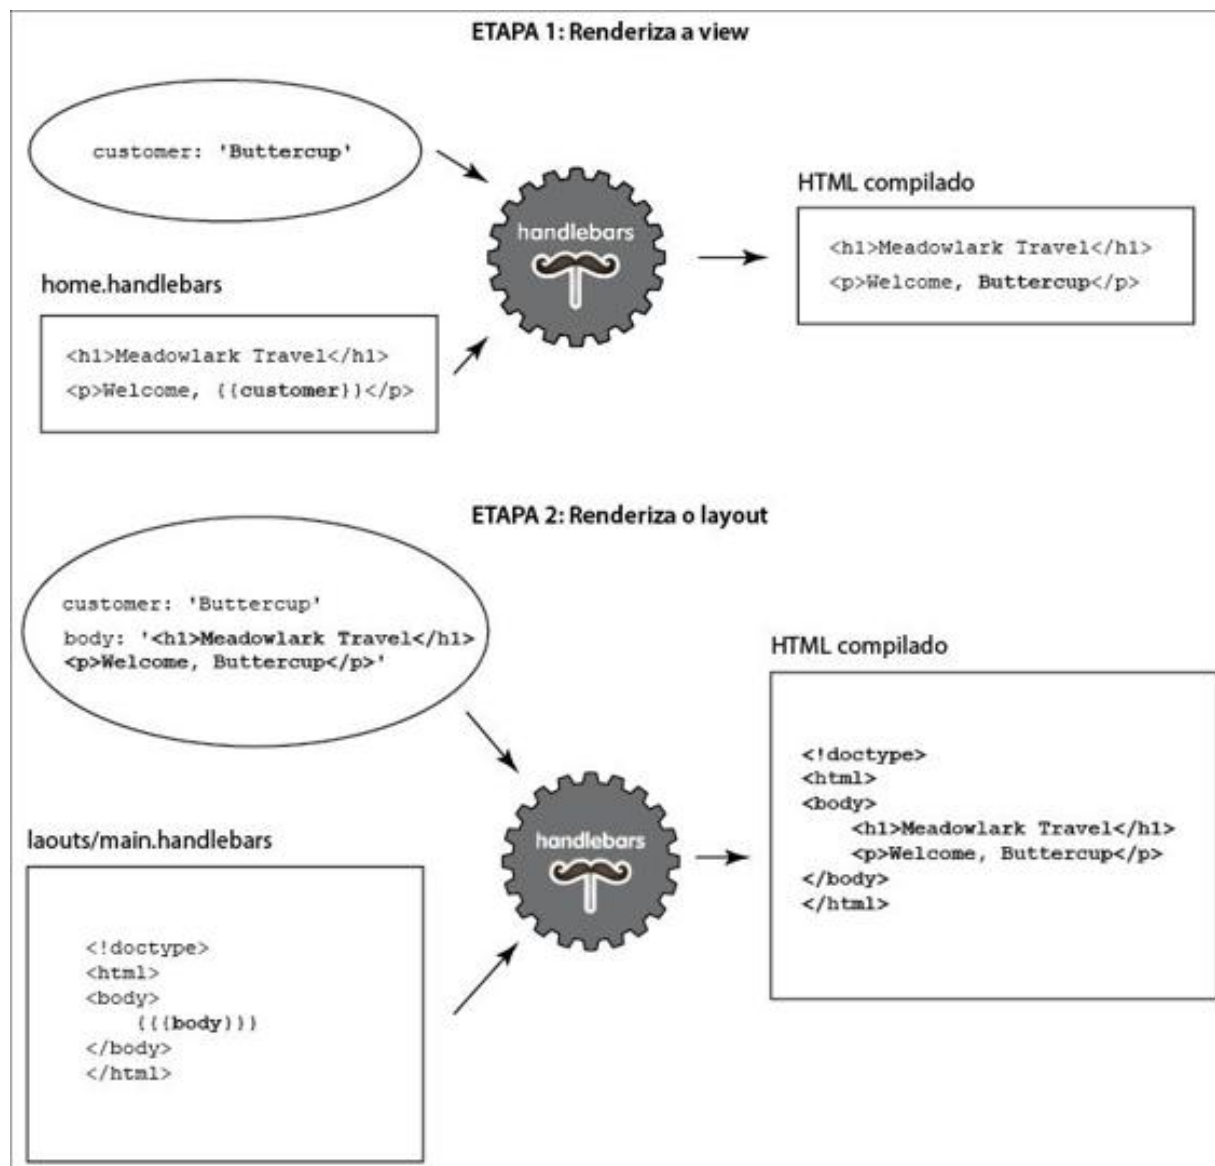 ETAPA 1: Renderiza a view
customer: 'Buttercup'
handlebars
HTML compilado
<h1>Meadowlark Travel</h1>
<p>Welcome, Buttercup</p>
home.handlebars
<h1>Meadowlark Travel</h1>
<p>Welcome, {{customer}}</p>
ETAPA 2: Renderiza o layout
customer: 'Buttercup'
body: '<h1>Meadowlark Travel</h1>
<p>Welcome, Buttercup</p>'
HTML compilado
handlebars
<!doctype>
<html>
<body>
<h1>Meadowlark Travel</h1>
<p>Welcome, Buttercup</p>
</body>
</html>
laouts/main.handlebars
<!doctype>
<html>
<body>
{{{body}}}
</body>
</html>